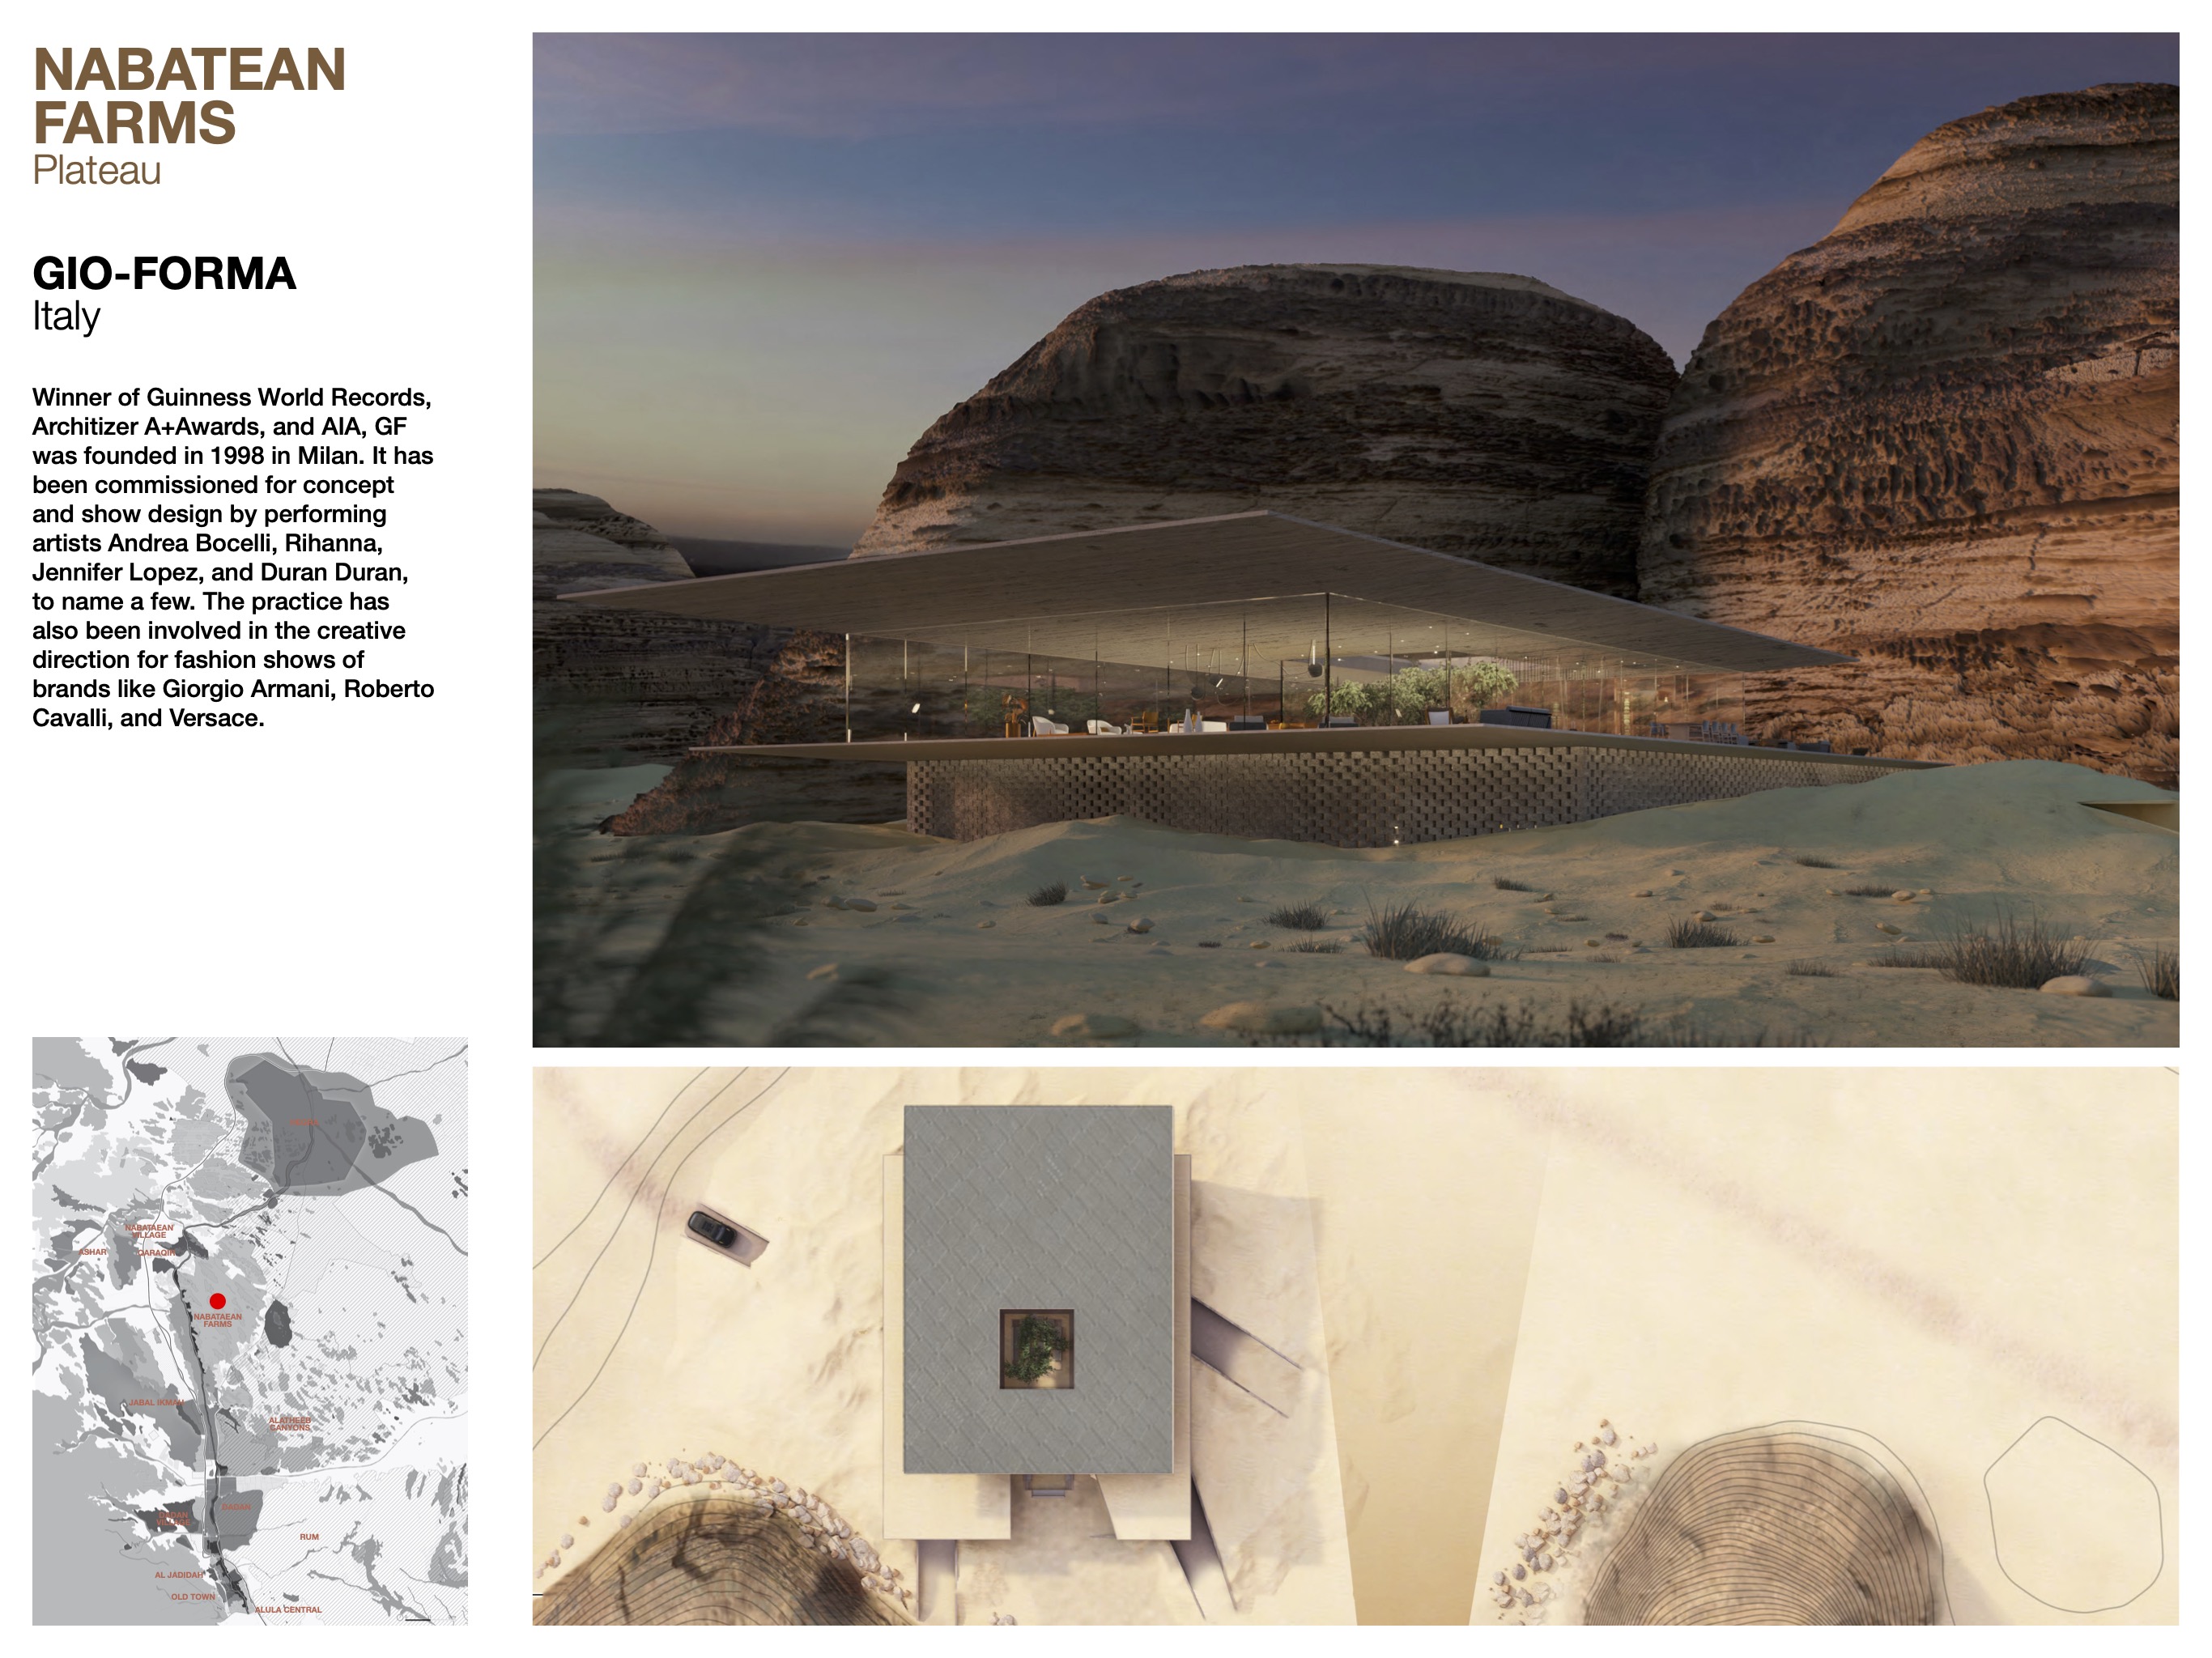 NABATEAN
FARMS
Plateau
GIO-FORMA
Italy
Winner of Guinness World Records,
Architizer A+Awards, and AIA, GF
was founded in 1998 in Milan. It has
been commissioned for concept
and show design by performing
artists Andrea Bocelli, Rihanna,
Jennifer Lopez, and Duran Duran,
to name a few. The practice has
also been involved in the creative
direction for fashion shows of
brands like Giorgio Armani, Roberto
Cavalli, and Versace.
NABATAEAN
VILLAGE
ASHAR
QARAQIR
NABATAEAN
FARMS
JABAL IKMAH
ALATHEEB
CANYONS
DADAN
RUM
AL JADIDAH
OLD TOWN
ALULA CENTRAL